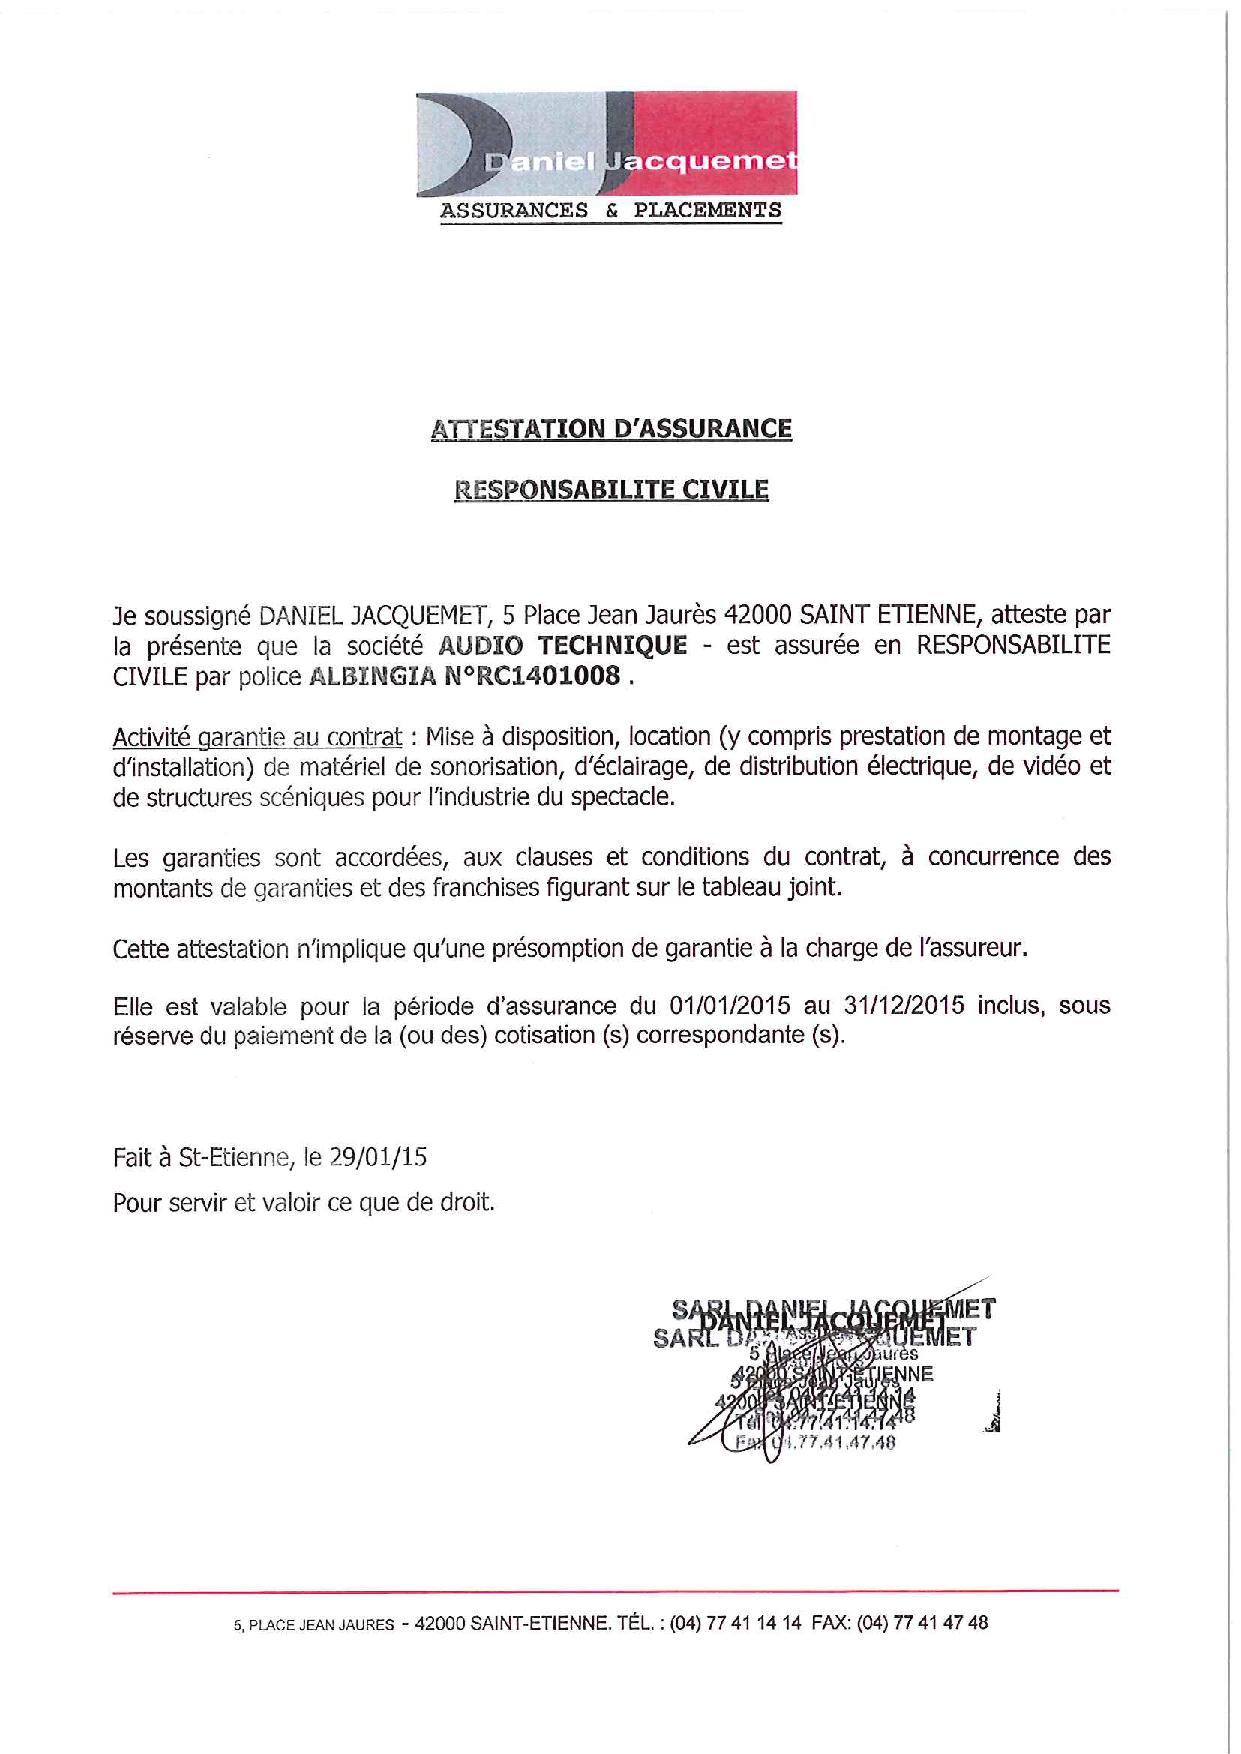 Daniel Jacquemet
ASSURANCES & PLACEMENTS
ATTESTATION D'ASSURANCE
RESPONSABILITE CIVILE
Je soussigné DANIEL JACQUEMET, 5 Place Jean Jaurès 42000 SAINT ETIENNE, atteste par
la présente que la société AUDIO TECHNIQUE - est assurée en RESPONSABILITE
CIVILE par police ALBINGIA N°RC1401008 .
Activité garantie au contrat : Mise à disposition, location (y compris prestation de montage et
d'installation) de matériel de sonorisation, d'éclairage, de distribution électrique, de vidéo et
de structures scéniques pour l'industrie du spectacle.
Les garanties sont accordées, aux clauses et conditions du contrat, à concurrence des
montants de garanties et des franchises figurant sur le tableau joint.
Cette attestation n'implique qu'une présomption de garantie à la charge de l'assureur.
Elle est valable pour la période d'assurance du 01/01/2015 au 31/12/2015 inclus, sous
réserve du paiement de la (ou des) cotisation (s) correspondante (s).
Fait à St-Etienne, le 29/01/15
Pour servir et valoir ce que de droit.
SARL DANIEL JACQUEMET
DANIEL JACQUEMET
SARL JACQUEMET
5 Place Jean Jaurès
42000 SAINT-ETIENNE
42000 SAINT-ETIENNE
Tél 04.77.41.14.14
Fax 04.77.41.47.48
5, PLACE JEAN JAURES - 42000 SAINT-ETIENNE. TÉL. : (04) 77 41 14 14 FAX: (04) 77 41 47 48